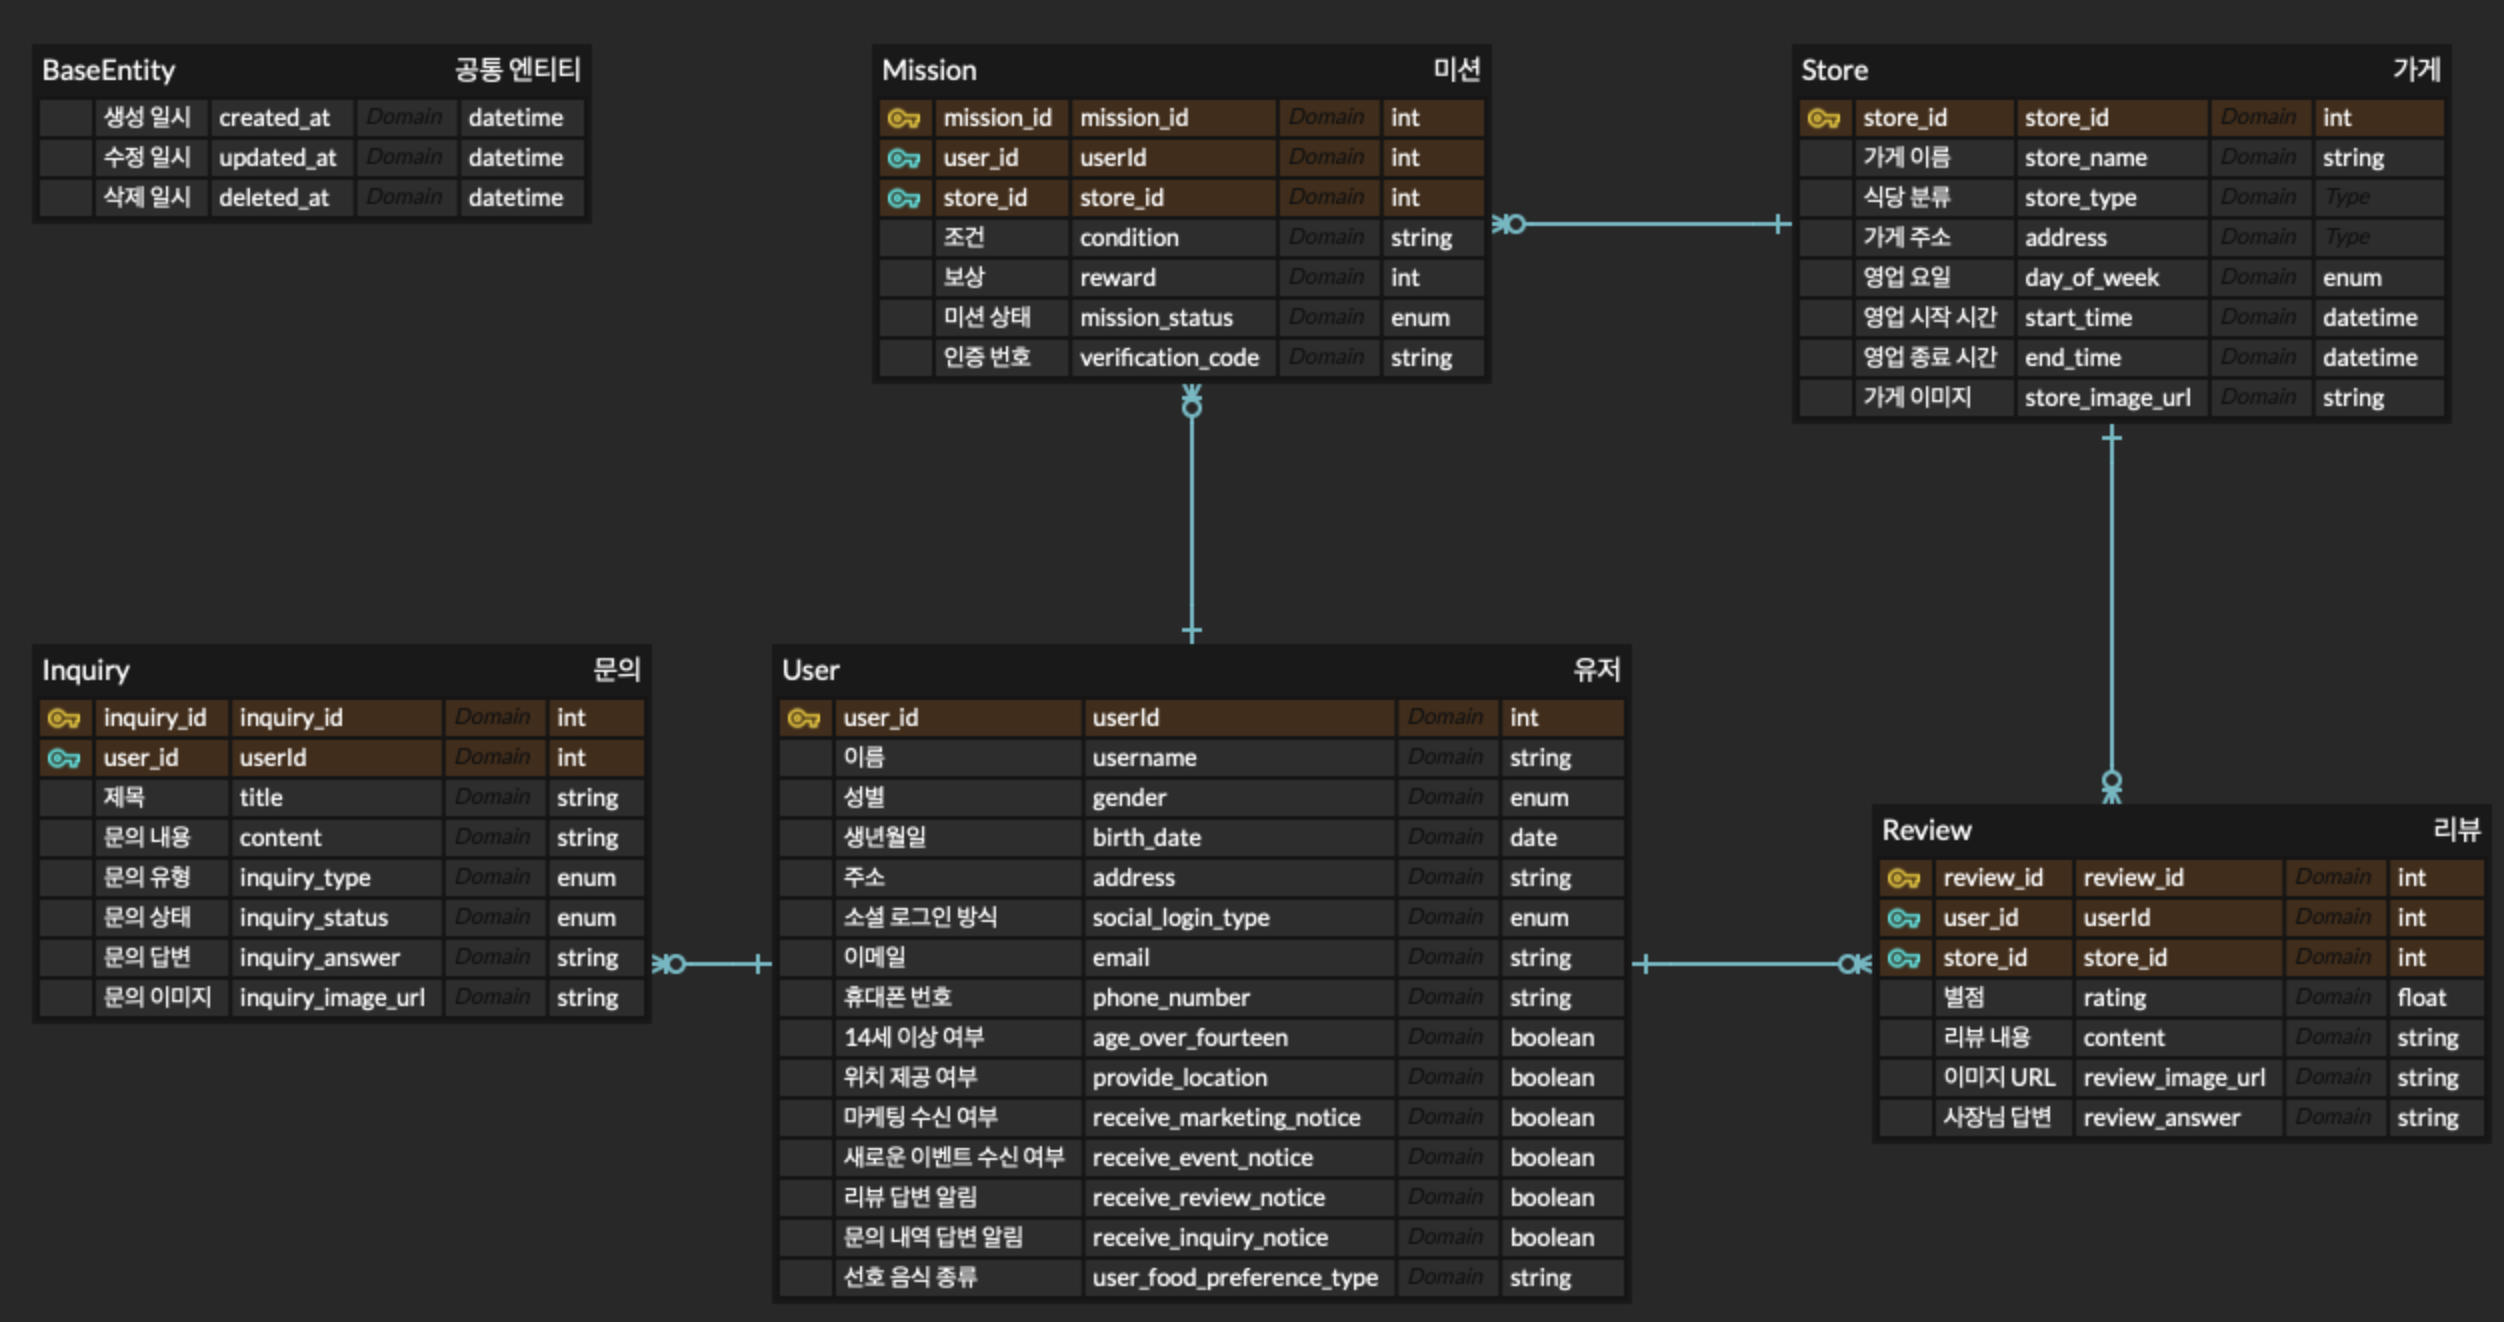 BaseEntity 공통 엔티티
생성 일시 created_at Domain datetime
수정 일시 updated_at Domain datetime
삭제 일시 deleted_at Domain datetime
Mission 미션
mission_id mission_id Domain int
user_id userId Domain int
store_id store_id Domain int
조건 condition Domain string
보상 reward Domain int
미션 상태 mission_status Domain enum
인증 번호 verification_code Domain string
Store 가게
store_id store_id Domain int
가게 이름 store_name Domain string
식당 분류 store_type Domain Type
가게 주소 address Domain Type
영업 요일 day_of_week Domain enum
영업 시작 시간 start_time Domain datetime
영업 종료 시간 end_time Domain datetime
가게 이미지 store_image_url Domain string
Inquiry 문의
inquiry_id inquiry_id Domain int
user_id userId Domain int
제목 title Domain string
문의 내용 content Domain string
문의 유형 inquiry_type Domain enum
문의 상태 inquiry_status Domain enum
문의 답변 inquiry_answer Domain string
문의 이미지 inquiry_image_url Domain string
User 유저
user_id userId Domain int
이름 username Domain string
성별 gender Domain enum
생년월일 birth_date Domain date
주소 address Domain string
소셜 로그인 방식 social_login_type Domain enum
이메일 email Domain string
휴대폰 번호 phone_number Domain string
14세 이상 여부 age_over_fourteen Domain boolean
위치 제공 여부 provide_location Domain boolean
마케팅 수신 여부 receive_marketing_notice Domain boolean
새로운 이벤트 수신 여부 receive_event_notice Domain boolean
리뷰 답변 알림 receive_review_notice Domain boolean
문의 내역 답변 알림 receive_inquiry_notice Domain boolean
선호 음식 종류 user_food_preference_type Domain string
Review 리뷰
review_id review_id Domain int
user_id userId Domain int
store_id store_id Domain int
별점 rating Domain float
리뷰 내용 content Domain string
이미지 URL review_image_url Domain string
사장님 답변 review_answer Domain string